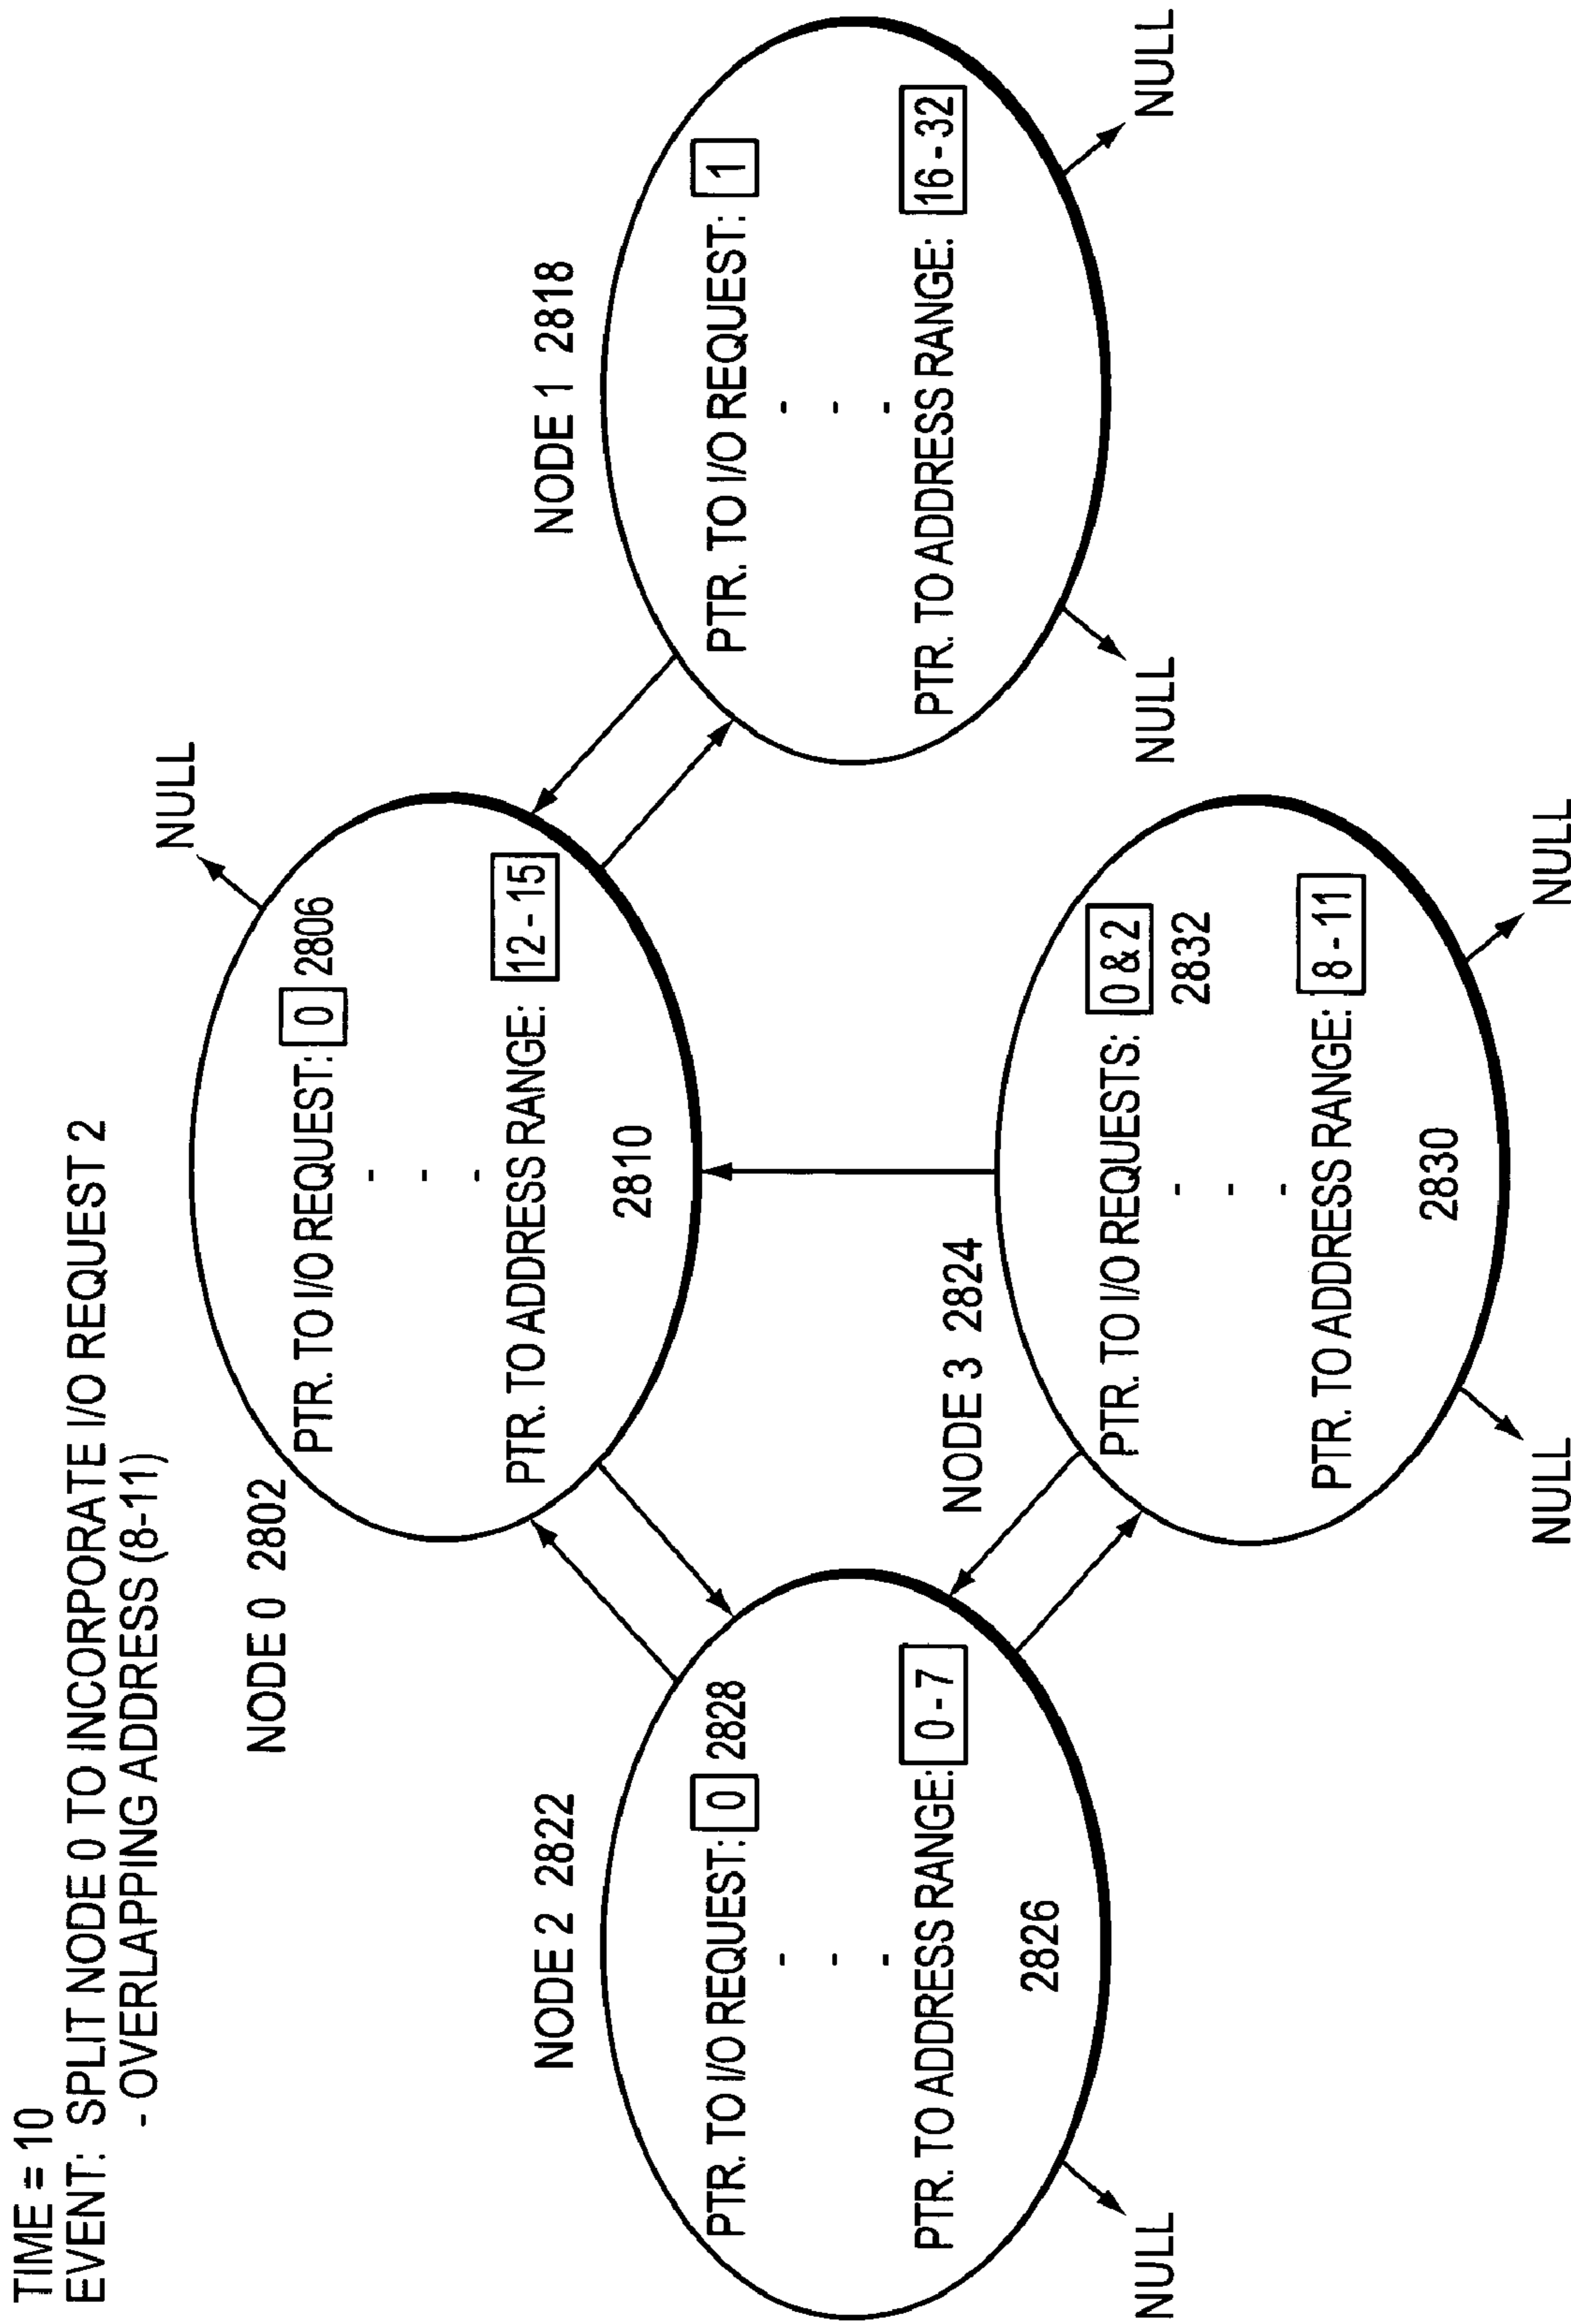 TIME = 10
EVENT: SPLIT NODE 0 TO INCORPORATE I/O REQUEST 2
- OVERLAPPING ADDRESS (8-11)
NULL
NODE 0 2802
PTR. TO I/O REQUEST: 0 2806
PTR. TO ADDRESS RANGE: 12-15
2810
NODE 2 2822
PTR. TO I/O REQUEST: 0 2828
PTR. TO ADDRESS RANGE: 0-7
2826
NULL
NODE 1 2818
PTR. TO I/O REQUEST: 1
PTR. TO ADDRESS RANGE: 16-32
NULL
NULL
NODE 3 2824
PTR. TO I/O REQUESTS: 0 & 2
2832
PTR. TO ADDRESS RANGE: 8-11
2830
NULL
NULL